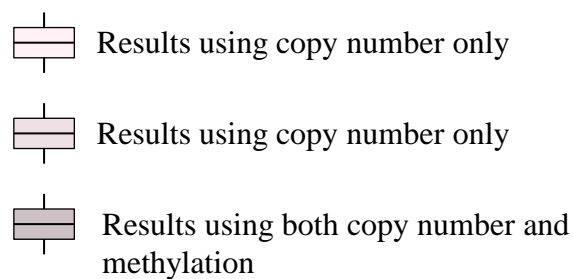 Results using copy number only
Results using copy number only
Results using both copy number and
methylation